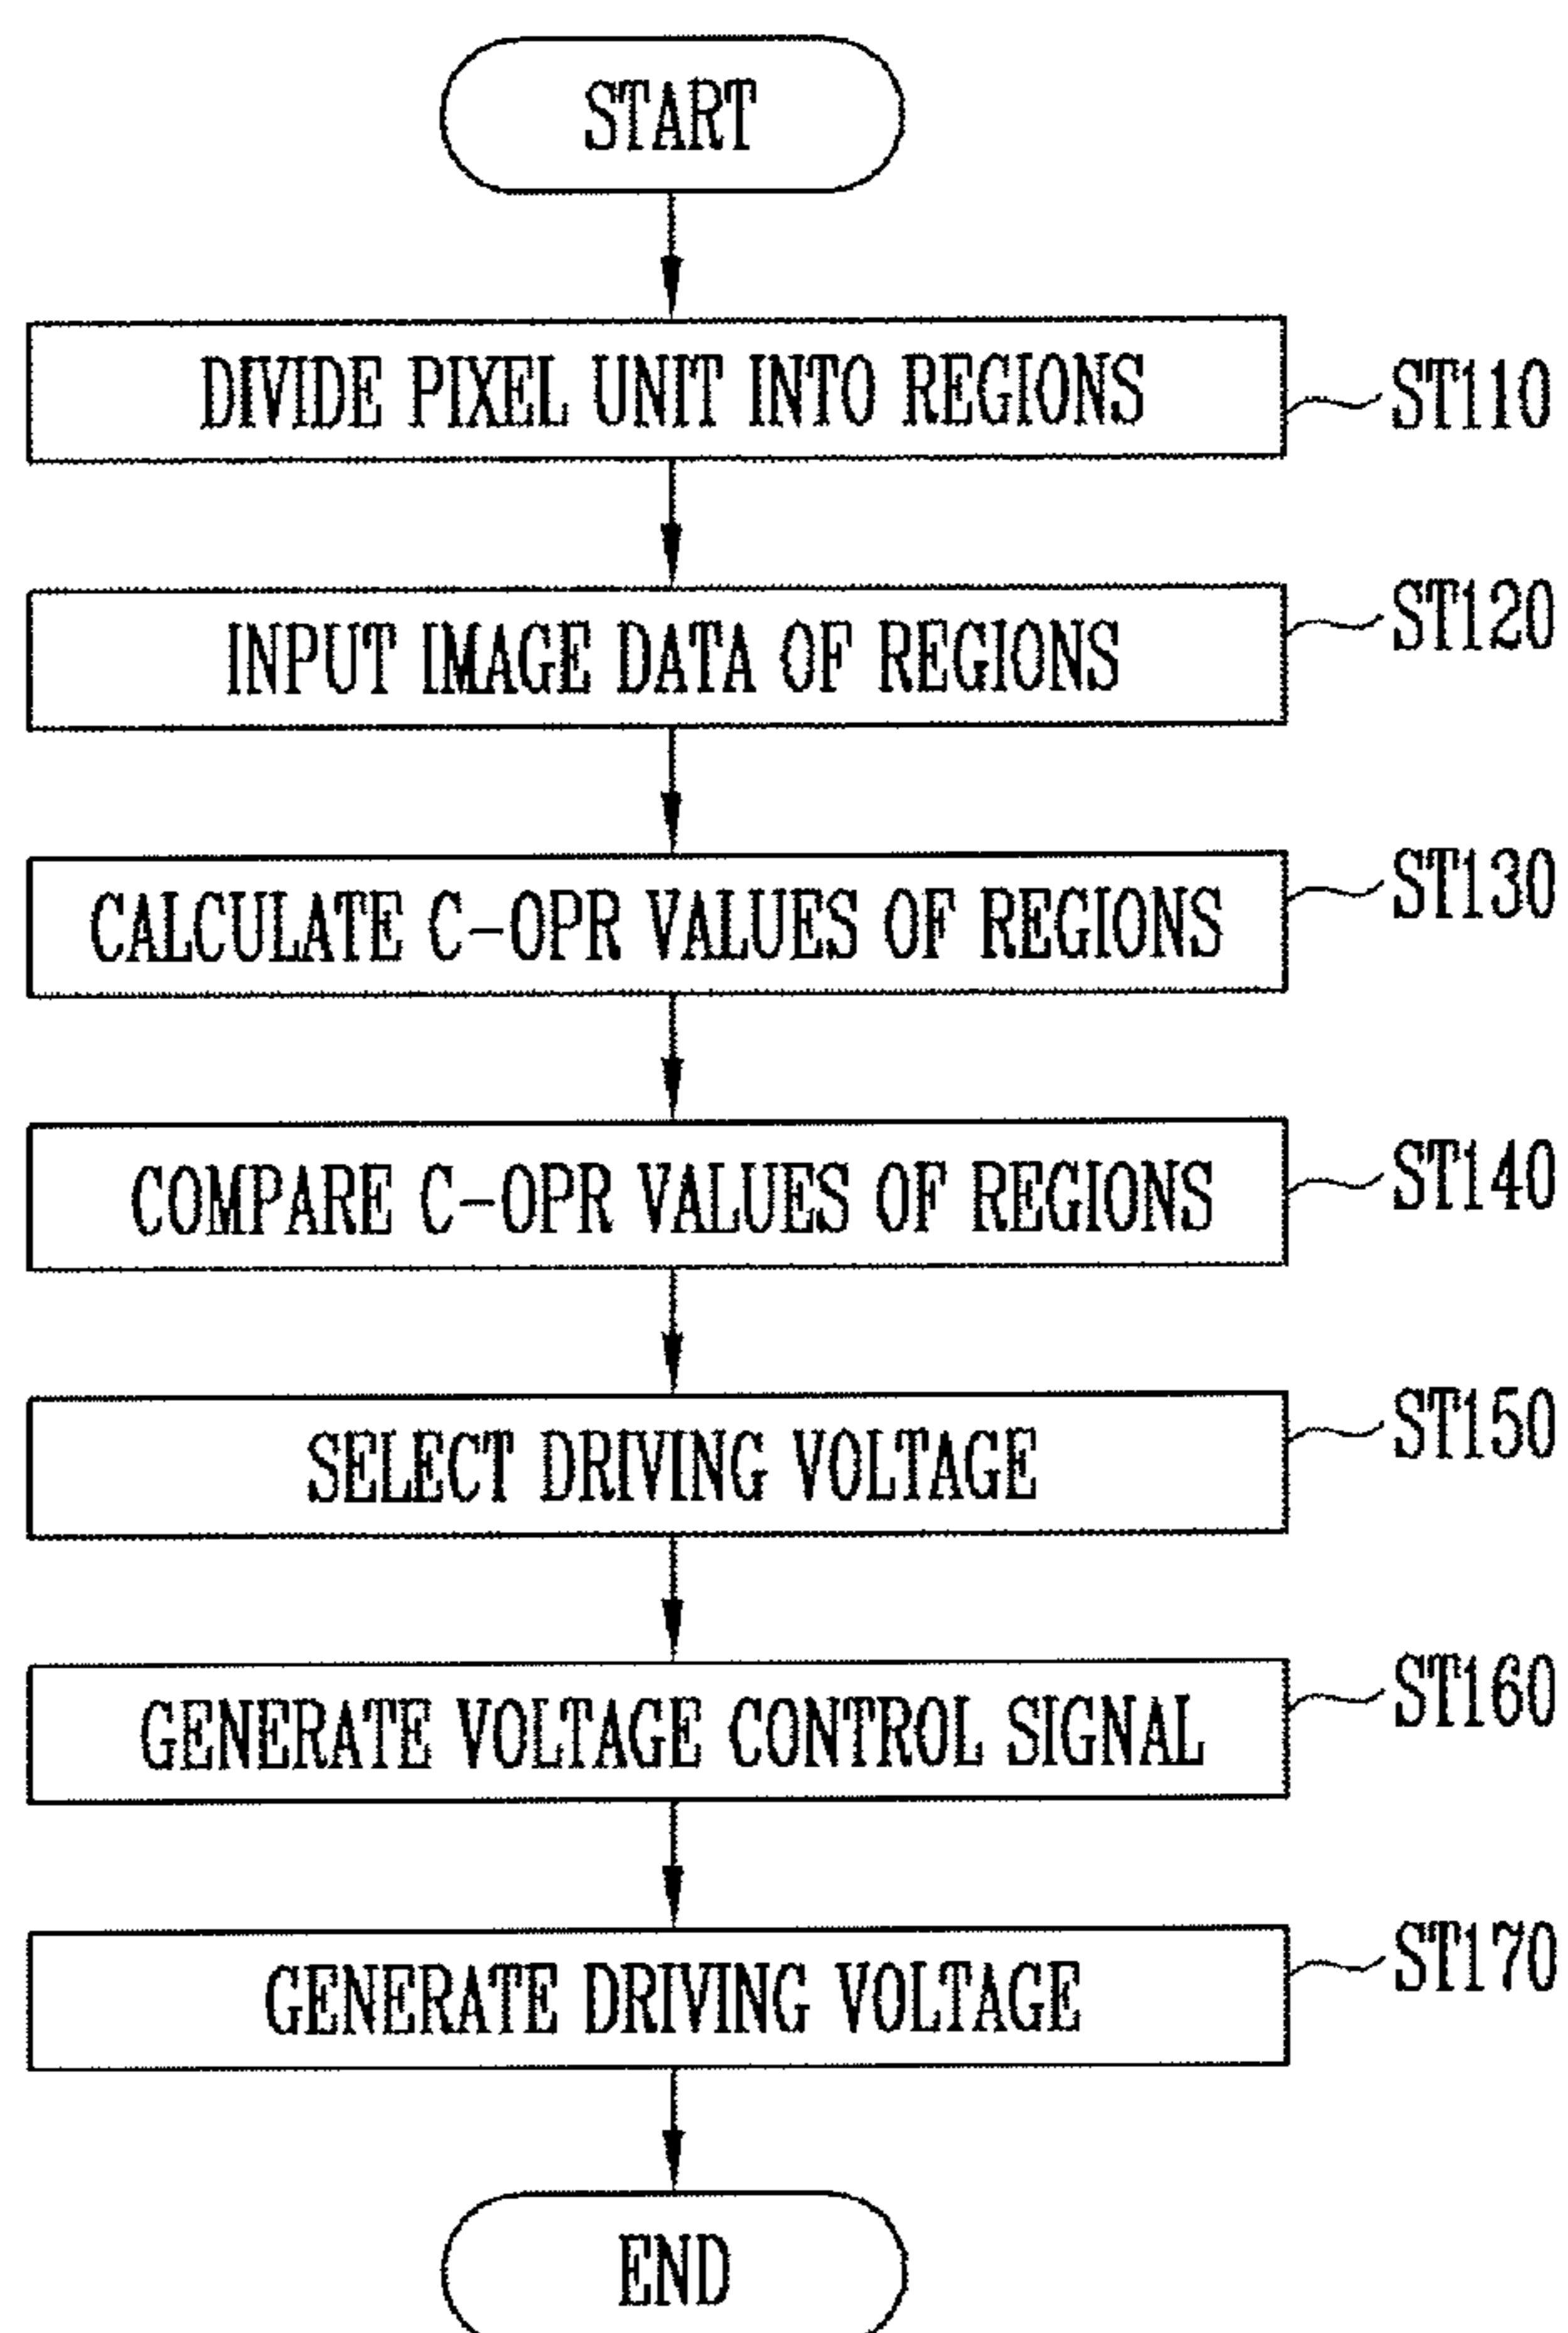 START
DIVIDE PIXEL UNIT INTO REGIONS
ST110
INPUT IMAGE DATA OF REGIONS
ST120
CALCULATE C-OPR VALUES OF REGIONS
ST130
COMPARE C-OPR VALUES OF REGIONS
ST140
SELECT DRIVING VOLTAGE
ST150
GENERATE VOLTAGE CONTROL SIGNAL
ST160
GENERATE DRIVING VOLTAGE
ST170
END